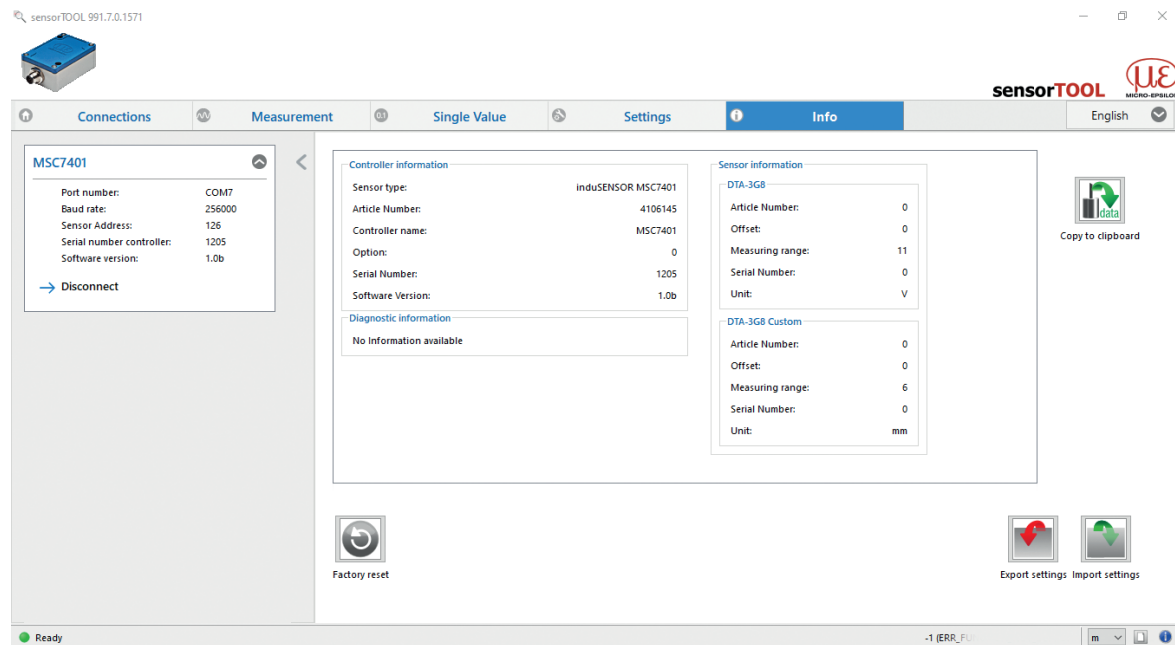 sensorTOOL 991.7.0.1571
sensorTOOL
με
MICRO-EPSILON
Connections
Measurement
0.1 Single Value
Settings
Info
English
MSC7401
Port number: COM7
Baud rate: 256000
Sensor Address: 126
Serial number controller: 1205
Software version: 1.0b
Disconnect
Controller information
Sensor type: induSENSOR MSC7401
Article Number: 4106145
Controller name: MSC7401
Option: 0
Serial Number: 1205
Software Version: 1.0b
Diagnostic information
No Information available
Sensor information
DTA-3G8
Article Number: 0
Offset: 0
Measuring range: 11
Serial Number: 0
Unit: V
DTA-3G8 Custom
Article Number: 0
Offset: 0
Measuring range: 6
Serial Number: 0
Unit: mm
data
Copy to clipboard
Factory reset
Export settings
Import settings
Ready
-1 (ERR_FU
m